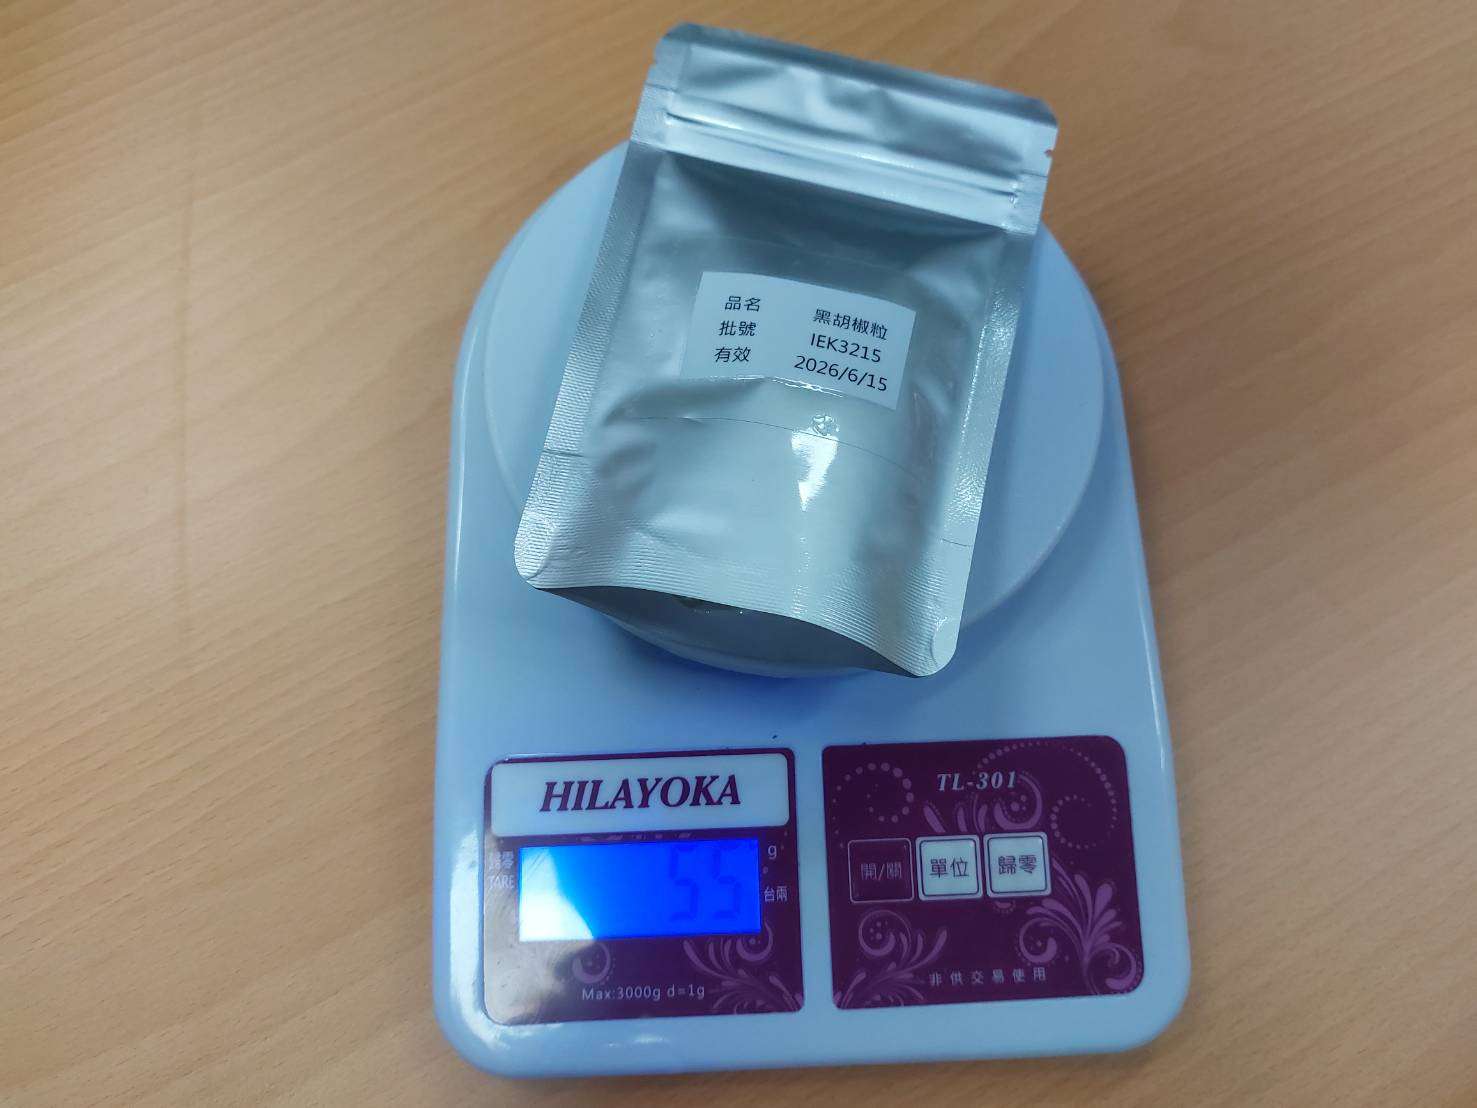 品名 黑胡椒粒
批號 IEK3215
有效 2026/6/15
HILAYOKA
TL-301
歸零
TARE
55
g
台兩
開/關
單位
歸零
Max:3000g d=1g
非供交易使用